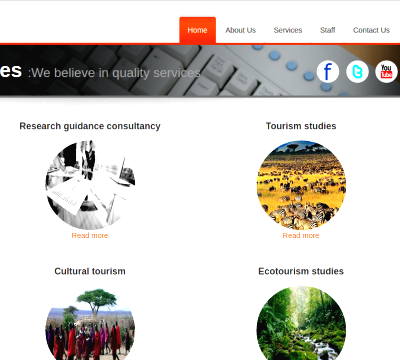 Home About Us Services Staff Contact Us
es :We believe in quality services
f t You Tube
Research guidance consultancy Tourism studies
Read more Read more
Cultural tourism Ecotourism studies